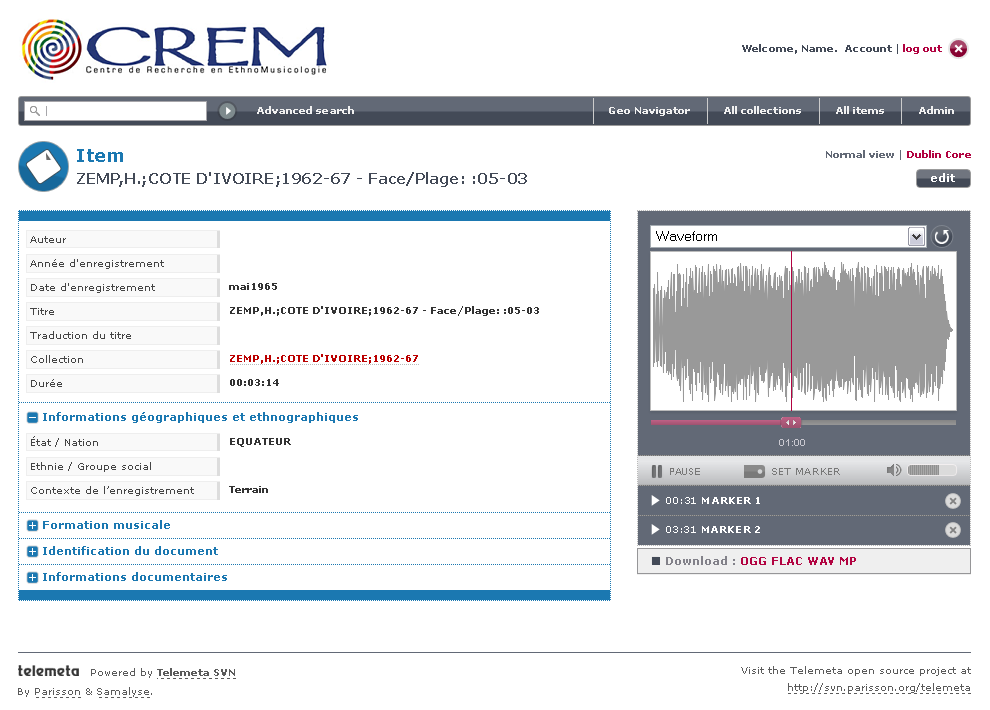 CREM
Centre de Recherche en EthnoMusicologie
Welcome, Name. Account | log out
Advanced search
Geo Navigator
All collections
All items
Admin
Item
ZEMP,H.;COTE D'IVOIRE;1962-67 - Face/Plage: :05-03
Normal view | Dublin Core
edit
Auteur
Année d'enregistrement
Date d'enregistrement mai1965
Titre ZEMP,H.;COTE D'IVOIRE;1962-67 - Face/Plage: :05-03
Traduction du titre
Collection ZEMP,H.;COTE D'IVOIRE;1962-67
Durée 00:03:14
Informations géographiques et ethnographiques
État / Nation EQUATEUR
Ethnie / Groupe social
Contexte de l'enregistrement Terrain
Formation musicale
Identification du document
Informations documentaires
Waveform
01:00
PAUSE SET MARKER
00:31 MARKER 1
03:31 MARKER 2
Download : OGG FLAC WAV MP
telemeta Powered by Telemeta SVN
By Parisson & Samalyse.
Visit the Telemeta open source project at
http://svn.parisson.org/telemeta